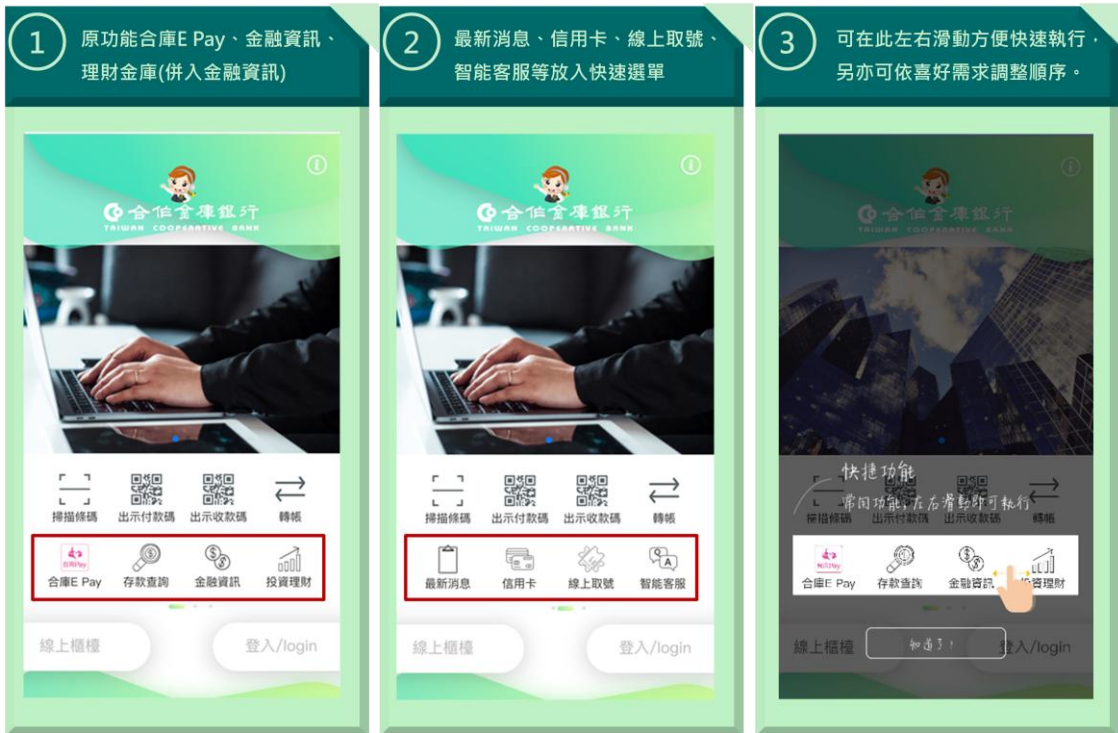 1
原功能合庫E Pay、金融資訊、
理財金庫(併入金融資訊)
合作金庫銀行
TAIWAN COOPERATIVE BANK
掃描條碼 出示付款碼 出示收款碼 轉帳
合庫E Pay 存款查詢 金融資訊 投資理財
線上櫃檯 登入/login
2
最新消息、信用卡、線上取號、
智能客服等放入快速選單
合作金庫銀行
TAIWAN COOPERATIVE BANK
掃描條碼 出示付款碼 出示收款碼 轉帳
最新消息 信用卡 線上取號 智能客服
線上櫃檯 登入/login
3
可在此左右滑動方便快速執行,
另亦可依喜好需求調整順序。
合作金庫銀行
TAIWAN COOPERATIVE BANK
快捷功能
常用功能,左右滑動即可執行
掃描條碼 出示付款碼 出示收款碼 轉帳
合庫E Pay 存款查詢 金融資訊 投資理財
知道了!
線上櫃檯 登入/login